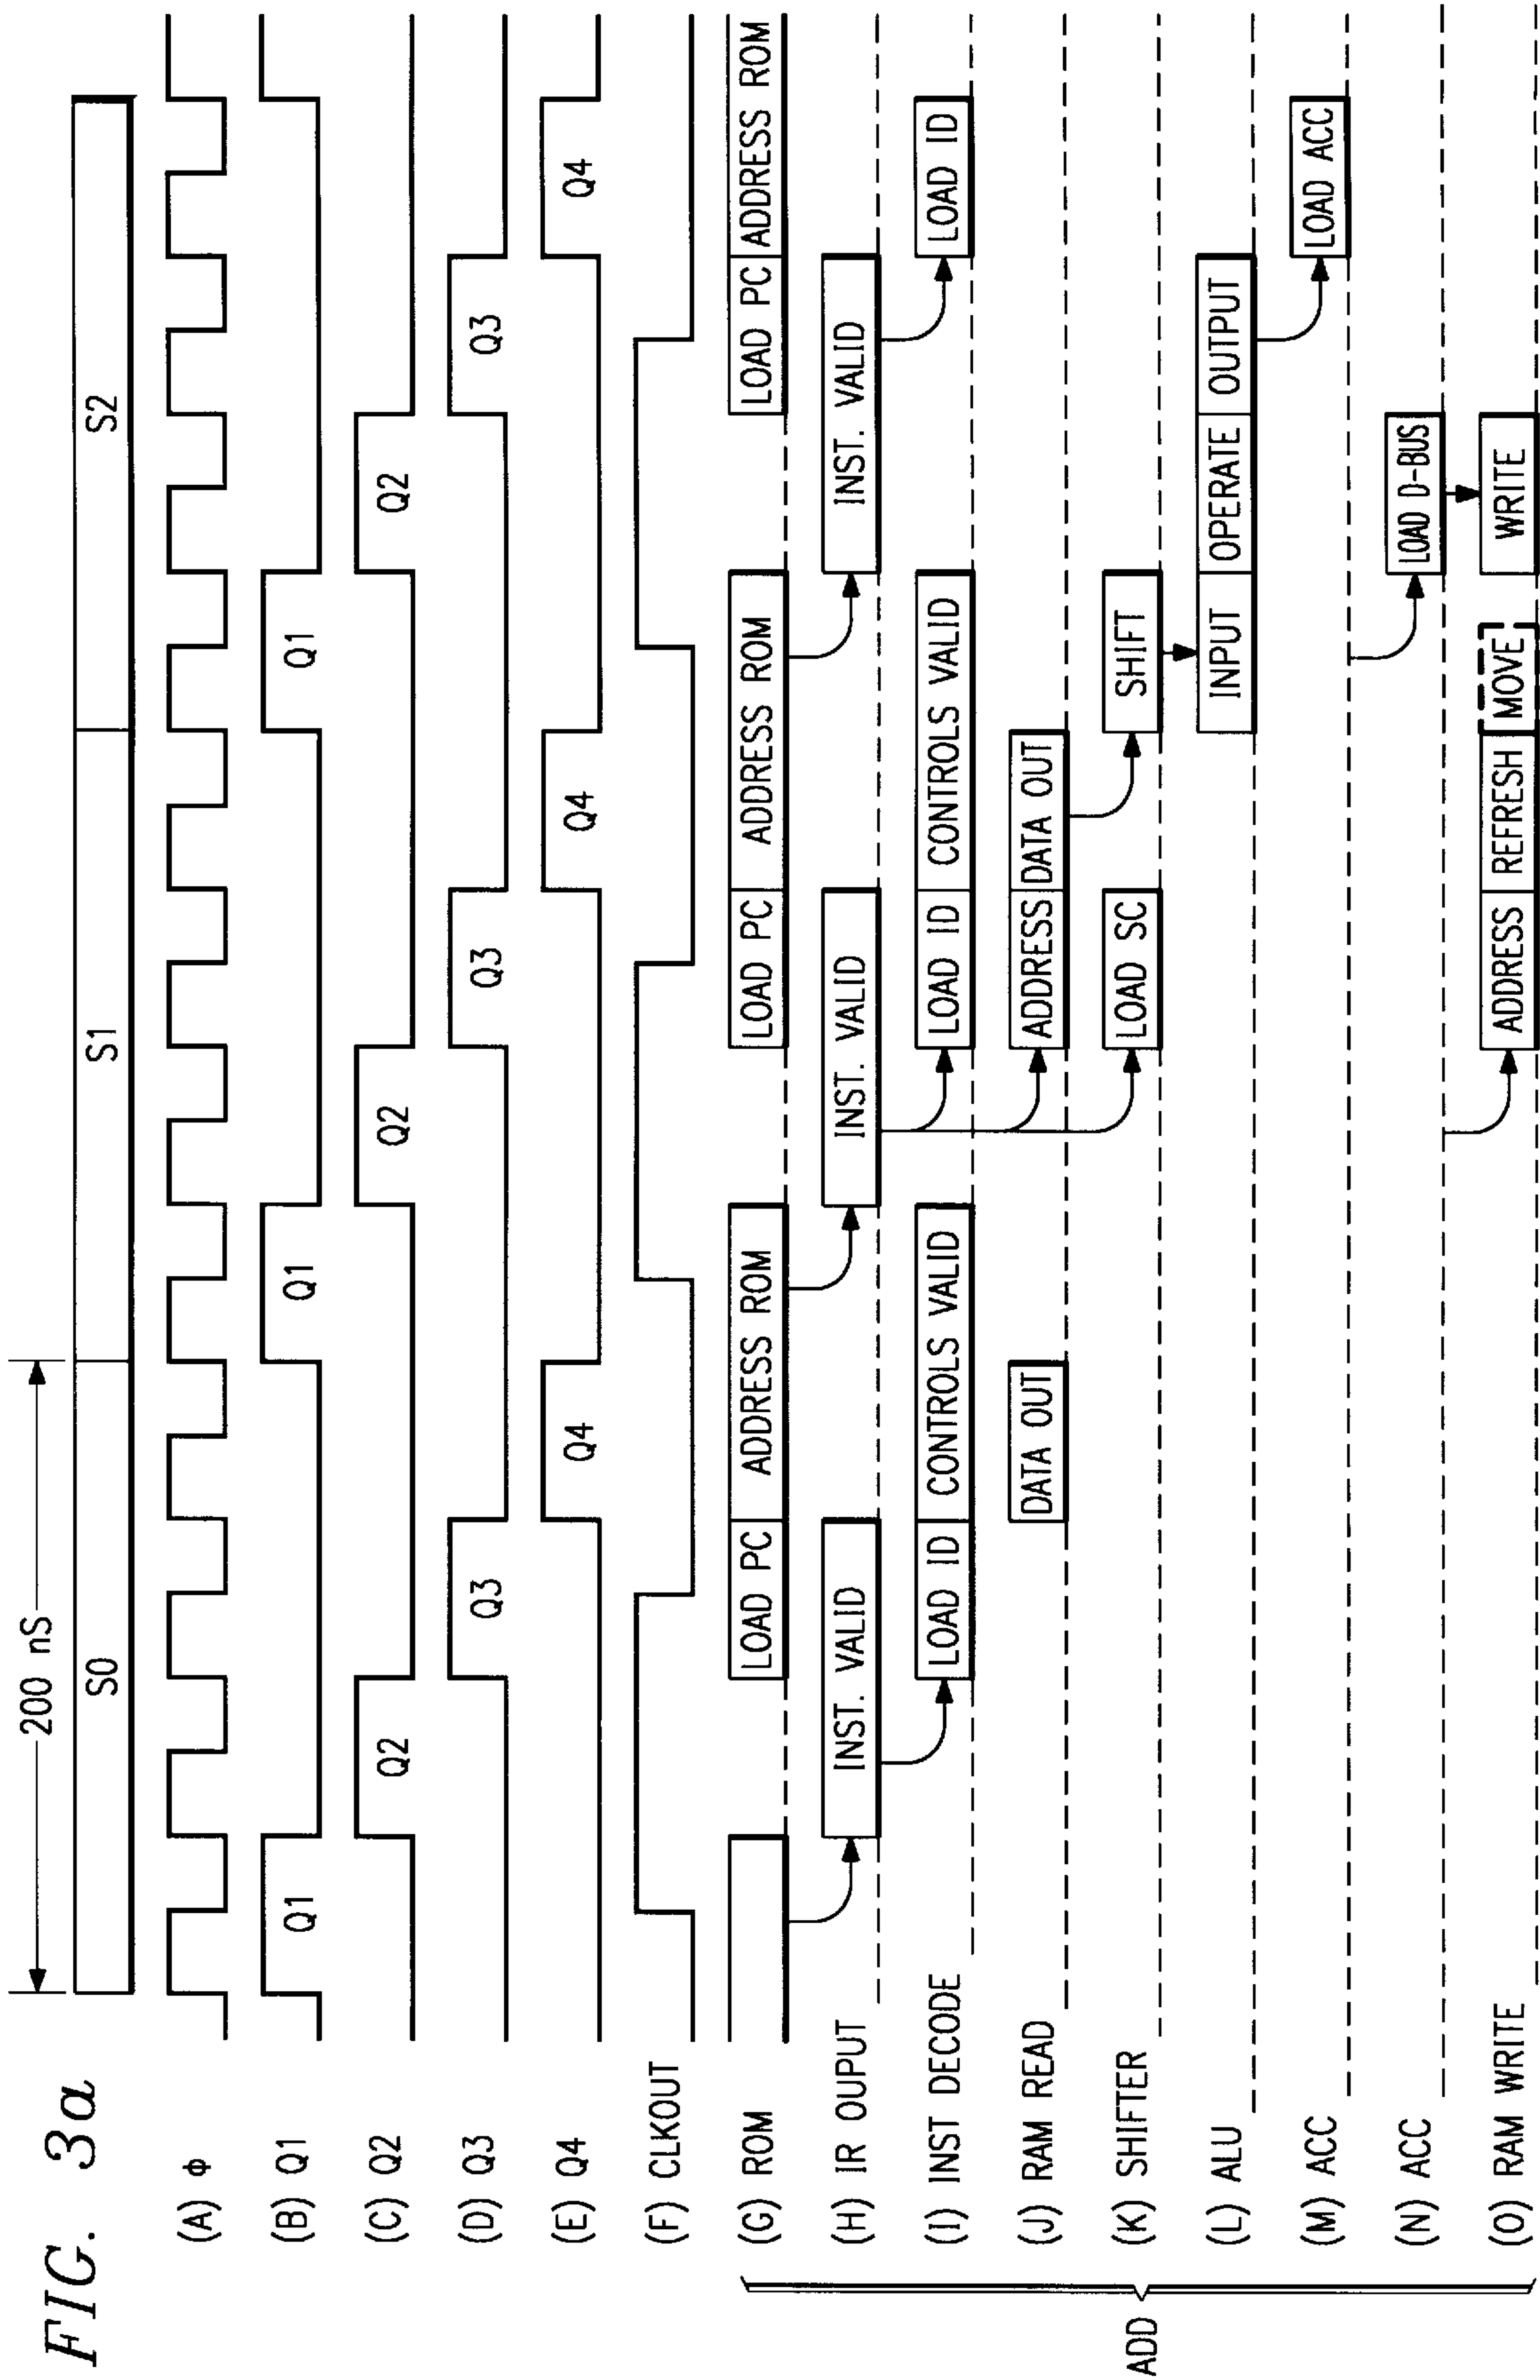 FIG. 3a
200 nS
S0 S1 S2
(A) ϕ
(B) Q1 Q1 Q1 Q1
(C) Q2 Q2 Q2 Q2
(D) Q3 Q3 Q3 Q3
(E) Q4 Q4 Q4 Q4
(F) CLKOUT
(G) ROM LOAD PC ADDRESS ROM LOAD PC ADDRESS ROM LOAD PC ADDRESS ROM
(H) IR OUPUT INST. VALID INST. VALID INST. VALID
(I) INST DECODE LOAD ID CONTROLS VALID LOAD ID CONTROLS VALID LOAD ID
(J) RAM READ DATA OUT ADDRESS DATA OUT
(K) SHIFTER LOAD SC SHIFT
(L) ALU INPUT OPERATE OUTPUT
(M) ACC LOAD ACC
(N) ACC LOAD D-BUS
(O) RAM WRITE ADDRESS REFRESH MOVE WRITE
ADD